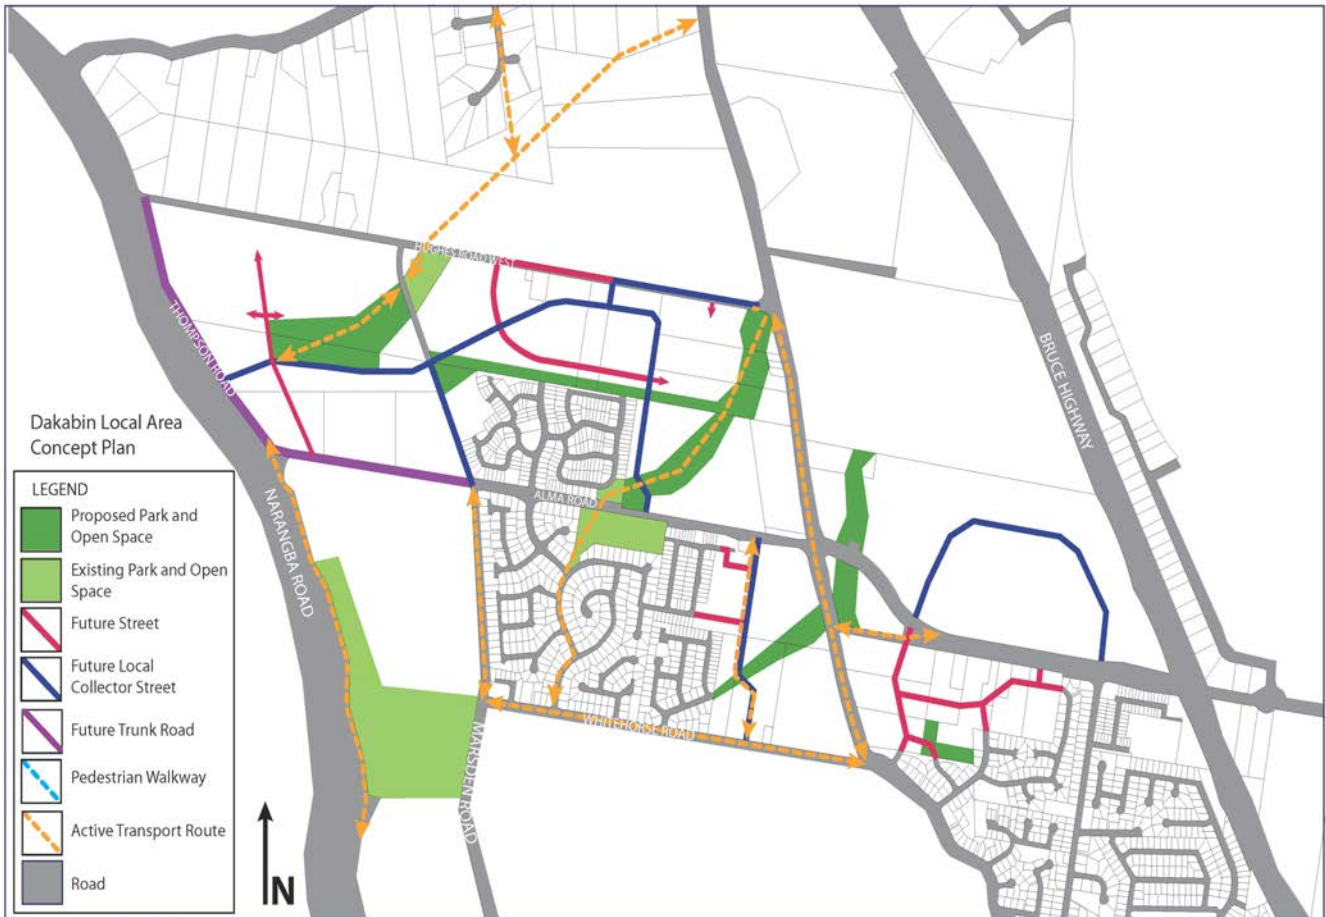 HUGHES ROAD WEST
THOMPSON ROAD
BRUCE HIGHWAY
Dakabin Local Area
Concept Plan
LEGEND
Proposed Park and
Open Space
Existing Park and Open
Space
Future Street
Future Local
Collector Street
Future Trunk Road
Pedestrian Walkway
Active Transport Route
Road
NARANGBA ROAD
ALMA ROAD
WHITEHORSE ROAD
MARSDEN ROAD
N